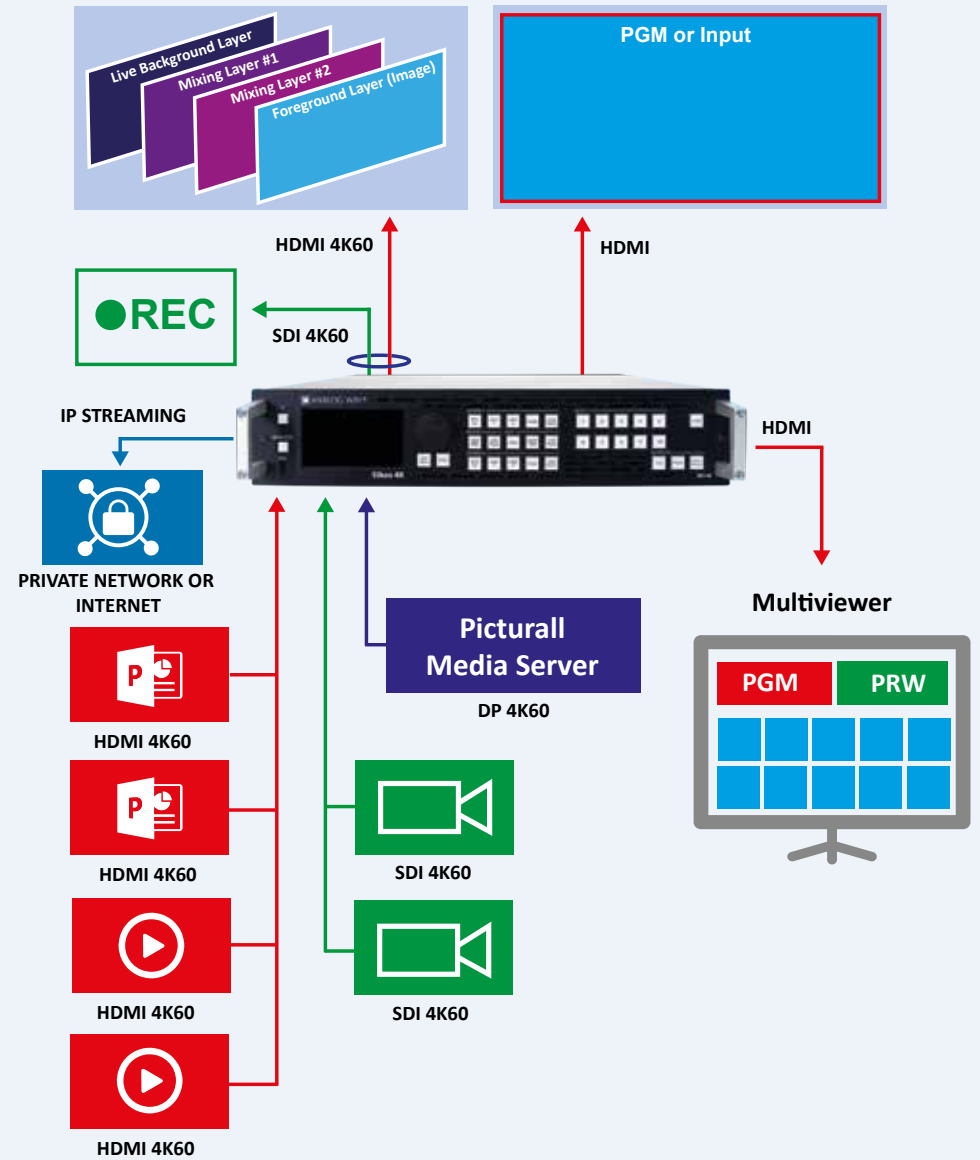 Live Background Layer
Mixing Layer #1
Mixing Layer #2
Foreground Layer (Image)
PGM or Input
HDMI 4K60
HDMI
REC
SDI 4K60
IP STREAMING
HDMI
PRIVATE NETWORK OR
INTERNET
Picturall
Media Server
DP 4K60
Multiviewer
PGM
PRW
P
HDMI 4K60
P
HDMI 4K60
SDI 4K60
HDMI 4K60
SDI 4K60
HDMI 4K60